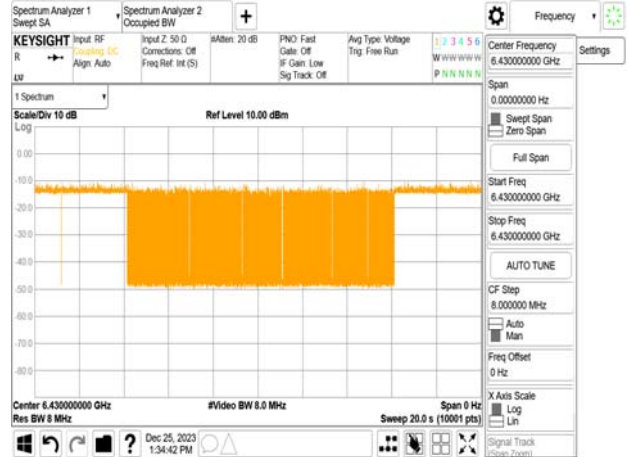 Spectrum Analyzer 1
Swept SA
Spectrum Analyzer 2
Occupied BW
+
Frequency
KEYSIGHT
R
Input: RF
Coupling: DC
Align: Auto
Input Z: 50 Ω
Corrections: Off
Freq Ref: Int (S)
#Atten: 20 dB
PNO: Fast
Gate: Off
IF Gain: Low
Sig Track: Off
Avg Type: Voltage
Trig: Free Run
1 2 3 4 5 6
W W W W W W
P N N N N N
Center Frequency
6.430000000 GHz
Settings
Span
0.00000000 Hz
Swept Span
Zero Span
Full Span
Start Freq
6.430000000 GHz
Stop Freq
6.430000000 GHz
AUTO TUNE
CF Step
8.000000 MHz
Auto
Man
Freq Offset
0 Hz
X Axis Scale
Log
Lin
Signal Track
(Span Zoom)
1 Spectrum
Scale/Div 10 dB
Ref Level 10.00 dBm
Log
0.00
-10.0
-20.0
-30.0
-40.0
-50.0
-60.0
-70.0
-80.0
Center 6.430000000 GHz
#Video BW 8.0 MHz
Span 0 Hz
Res BW 8 MHz
Sweep 20.0 s (10001 pts)
?
Dec 25, 2023
1:34:42 PM